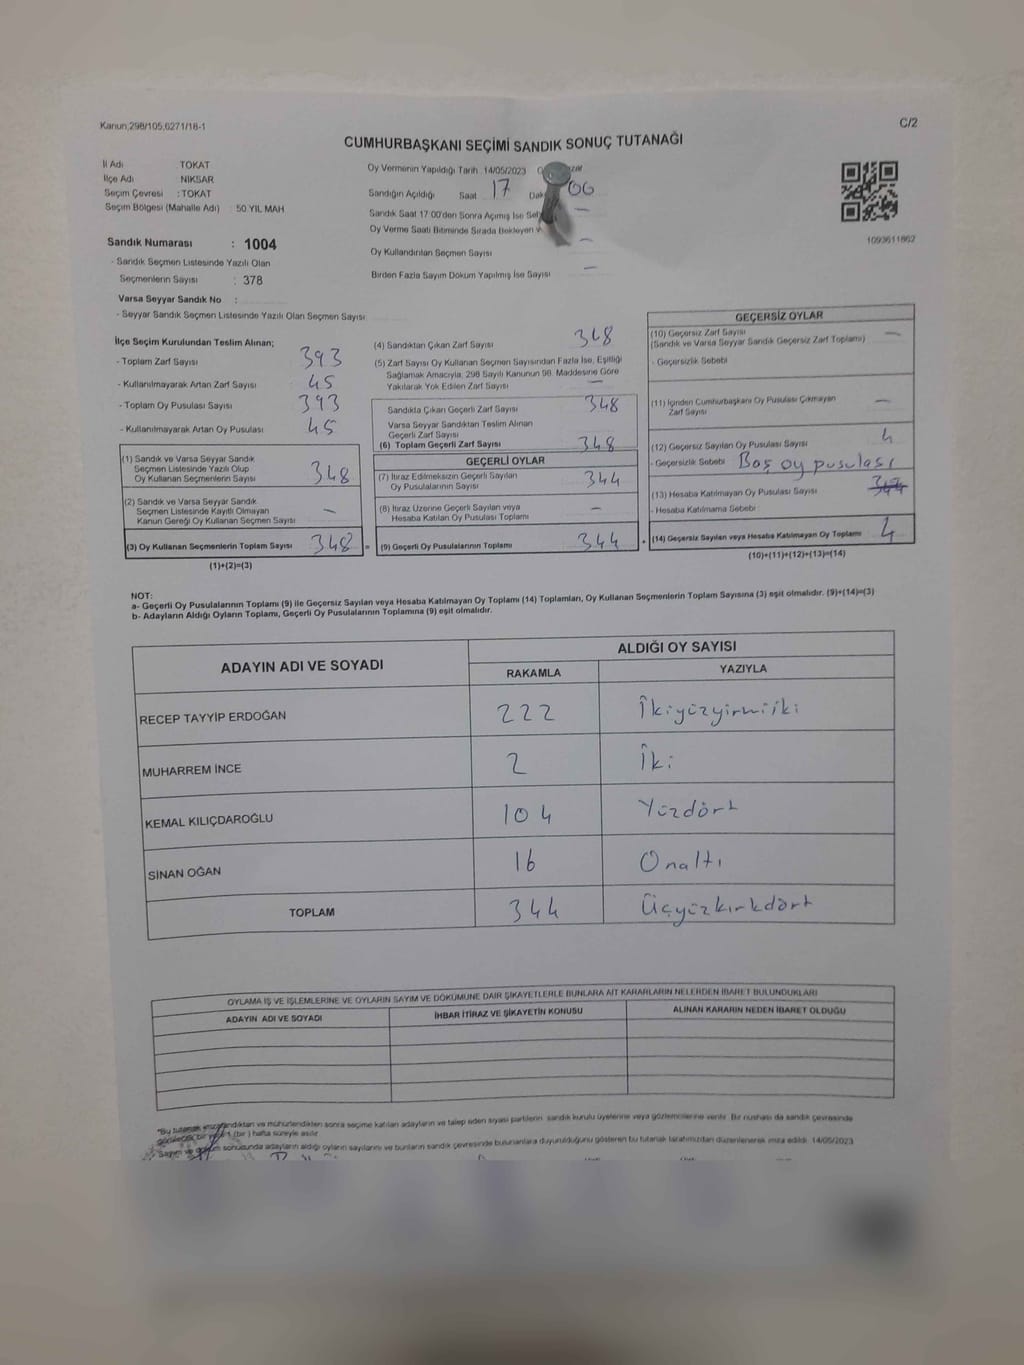 Kanun,298/105,6271/18-1
C/2
CUMHURBAŞKANI SEÇİMİ SANDIK SONUÇ TUTANAĞI
İl Adı : TOKAT
İlçe Adı : NİKSAR
Seçim Çevresi : TOKAT
Seçim Bölgesi (Mahalle Adı) : 50 YIL MAH
Oy Vermenin Yapıldığı Tarih 14/05/2023
Sandığın Açıldığı Saat 17 00
Sandık Saat 17:00'den Sonra Açımış İse
Oy Verme Saati Bitiminde Sırada Bekleyen
Oy Kullandırılan Seçmen Sayısı –
Birden Fazla Sayım Döküm Yapılmış İse Sayısı –
1093611862
Sandık Numarası : 1004
- Sandık Seçmen Listesinde Yazılı Olan
Seçmenlerin Sayısı : 378
Varsa Seyyar Sandık No :
- Seyyar Sandık Seçmen Listesinde Yazılı Olan Seçmen Sayısı
İlçe Seçim Kurulundan Teslim Alınan;
- Toplam Zarf Sayısı 393
- Kullanılmayarak Artan Zarf Sayısı 45
- Toplam Oy Pusulası Sayısı 393
- Kullanılmayarak Artan Oy Pusulası 45
(1) Sandık ve Varsa Seyyar Sandık
Seçmen Listesinde Yazılı Olup
Oy Kullanan Seçmenlerin Sayısı 348
(2) Sandık ve Varsa Seyyar Sandık
Seçmen Listesinde Kayıtlı Olmayan
Kanun Gereği Oy Kullanan Seçmen Sayısı –
(3) Oy Kullanan Seçmenlerin Toplam Sayısı 348 =
(1)+(2)=(3)
(4) Sandıktan Çıkan Zarf Sayısı 348
(5) Zarf Sayısı Oy Kullanan Seçmen Sayısından Fazla İse, Eşitliği
Sağlamak Amacıyla, 298 Sayılı Kanunun 98. Maddesine Göre
Yakılarak Yok Edilen Zarf Sayısı –
Sandıkta Çıkan Geçerli Zarf Sayısı 348
Varsa Seyyar Sandıktan Teslim Alınan
Geçerli Zarf Sayısı
(6) Toplam Geçerli Zarf Sayısı 348
GEÇERLİ OYLAR
(7) İtiraz Edilmeksizin Geçerli Sayılan
Oy Pusulalarının Sayısı 344
(8) İtiraz Üzerine Geçerli Sayılan veya
Hesaba Katılan Oy Pusulası Toplamı –
(9) Geçerli Oy Pusulalarının Toplamı 344 +
GEÇERSİZ OYLAR
(10) Geçersiz Zarf Sayısı –
(Sandık ve Varsa Seyyar Sandık Geçersiz Zarf Toplamı)
- Geçersizlik Sebebi
(11) İçinden Cumhurbaşkanı Oy Pusulası Çıkmayan
Zarf Sayısı –
(12) Geçersiz Sayılan Oy Pusulası Sayısı 4
- Geçersizlik Sebebi Boş oy pusulası
(13) Hesaba Katılmayan Oy Pusulası Sayısı 344
- Hesaba Katılmama Sebebi
(14) Geçersiz Sayılan veya Hesaba Katılmayan Oy Toplamı 4
(10)+(11)+(12)+(13)=(14)
NOT:
a- Geçerli Oy Pusulalarının Toplamı (9) ile Geçersiz Sayılan veya Hesaba Katılmayan Oy Toplamı (14) Toplamları, Oy Kullanan Seçmenlerin Toplam Sayısına (3) eşit olmalıdır. (9)+(14)=(3)
b- Adayların Aldığı Oyların Toplamı, Geçerli Oy Pusulalarının Toplamına (9) eşit olmalıdır.
ADAYIN ADI VE SOYADI
ALDIĞI OY SAYISI
RAKAMLA YAZIYLA
RECEP TAYYİP ERDOĞAN 222 İkiyüzyirmiiki
MUHARREM İNCE 2 İki
KEMAL KILIÇDAROĞLU 104 Yüzdört
SİNAN OĞAN 16 Onaltı
TOPLAM 344 Üçyüzkırkdört
OYLAMA İŞ VE İŞLEMLERİNE VE OYLARIN SAYIM VE DÖKÜMÜNE DAİR ŞİKAYETLERLE BUNLARA AİT KARARLARIN NELERDEN İBARET BULUNDUKLARI
ADAYIN ADI VE SOYADI İHBAR İTİRAZ VE ŞİKAYETİN KONUSU ALINAN KARARIN NEDEN İBARET OLDUĞU
*Bu tutanak imzalandıktan ve mühürlendikten sonra seçime katılan adayların ve talep eden siyasi partilerin sandık kurulu üyelerine veya gözlemcilerine verilir. Bir nüshası da sandık çevresinde
bir yere 1 (bir) hafta süreyle asılır
Sayım ve döküm sonucunda adayların aldığı oyların sayılarını ve bunların sandık çevresinde bulunanlara duyurulduğunu gösteren bu tutanak tarafımızdan düzenlenerek imza edildi. 14/05/2023